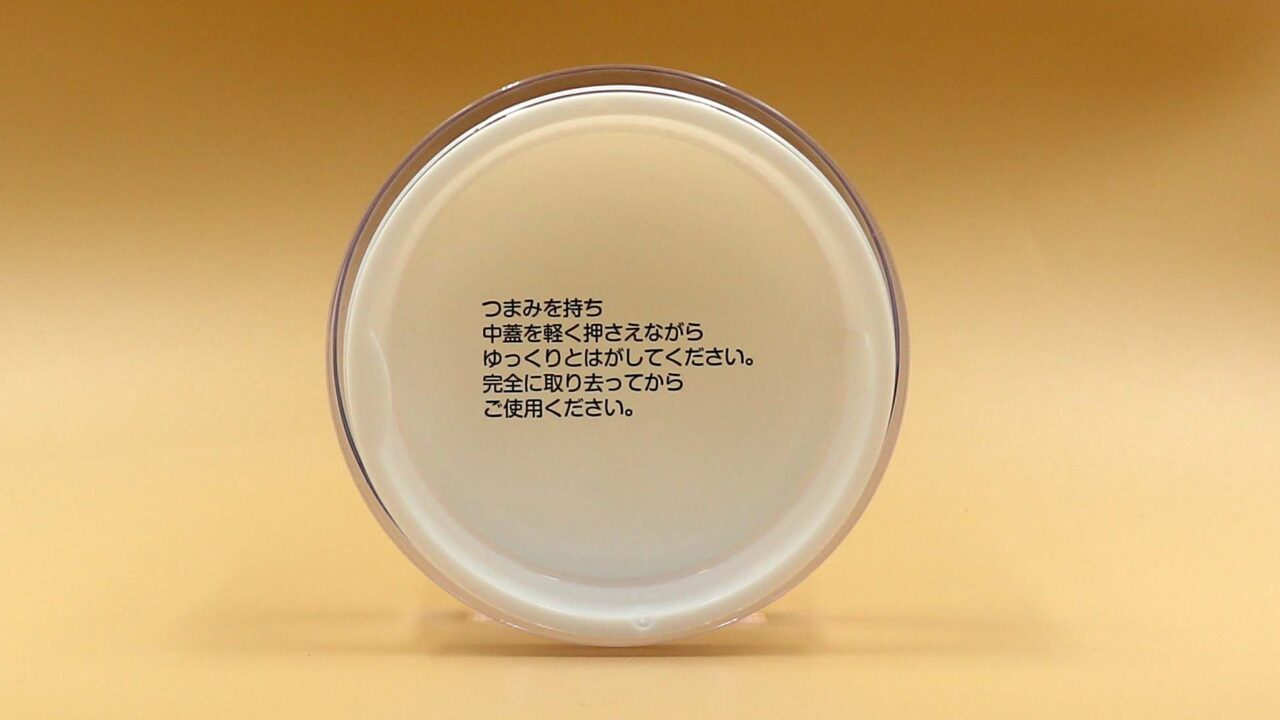 つまみを持ち
中蓋を軽く押さえながら
ゆっくりとはがしてください。
完全に取り去ってから
ご使用ください。